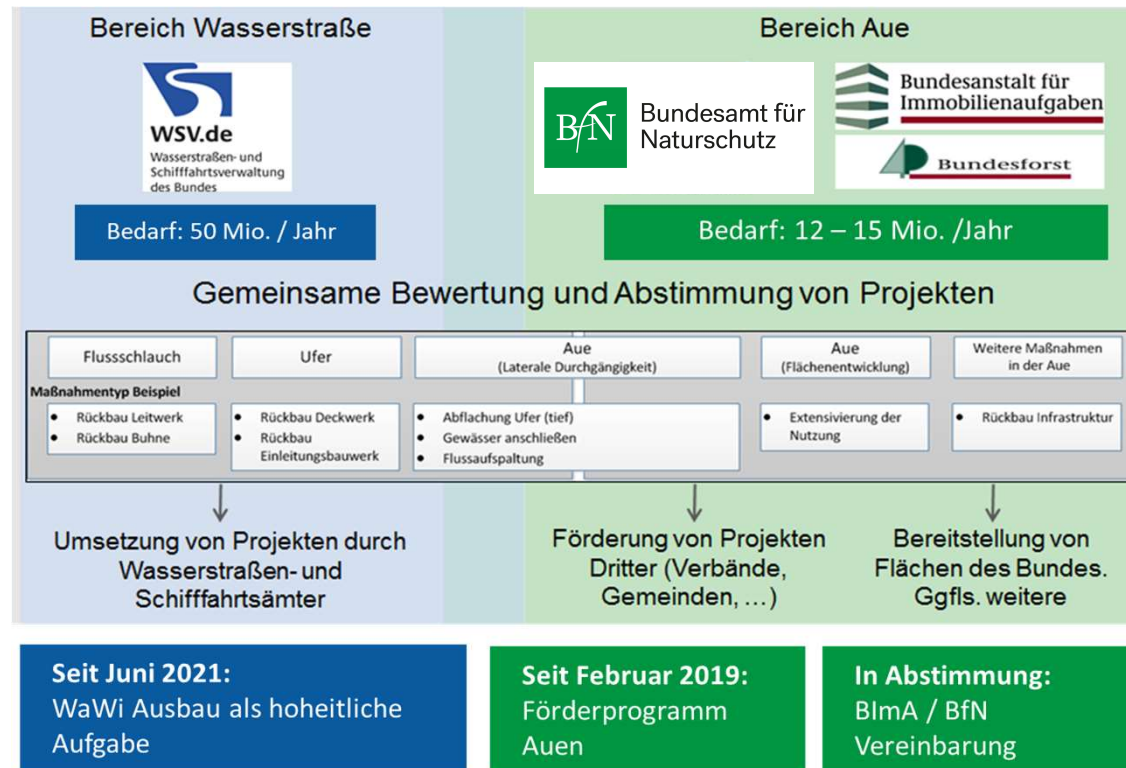 Bereich Wasserstraße
Bereich Aue
WSV.de
Wasserstraßen- und
Schifffahrtsverwaltung
des Bundes
BfN
Bundesamt für
Naturschutz
Bundesanstalt für
Immobilienaufgaben
Bundesforst
Bedarf: 50 Mio. / Jahr
Bedarf: 12 – 15 Mio. /Jahr
Gemeinsame Bewertung und Abstimmung von Projekten
Flussschlauch
Ufer
Aue
(Laterale Durchgängigkeit)
Aue
(Flächenentwicklung)
Weitere Maßnahmen
in der Aue
Maßnahmentyp Beispiel
• Rückbau Leitwerk
• Rückbau Buhne
• Rückbau Deckwerk
• Rückbau
Einleitungsbauwerk
• Abflachung Ufer (tief)
• Gewässer anschließen
• Flussaufspaltung
• Extensivierung der
Nutzung
• Rückbau Infrastruktur
Umsetzung von Projekten durch
Wasserstraßen- und
Schifffahrtsämter
Förderung von Projekten
Dritter (Verbände,
Gemeinden, …)
Bereitstellung von
Flächen des Bundes.
Ggfls. weitere
Seit Juni 2021:
WaWi Ausbau als hoheitliche
Aufgabe
Seit Februar 2019:
Förderprogramm
Auen
In Abstimmung:
BImA / BfN
Vereinbarung